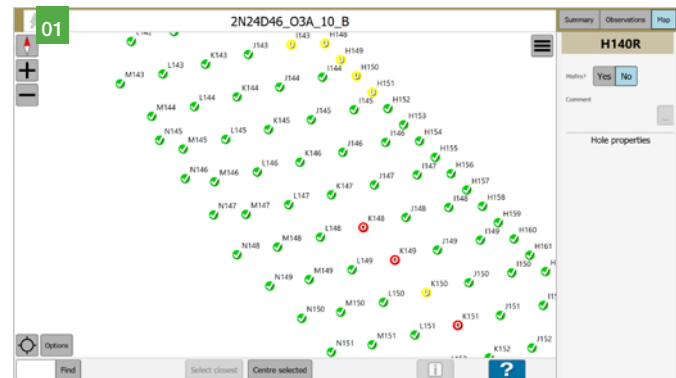 01
2N24D46_O3A_10_B
Summary Observations Map
H140R
Misfire? Yes No
Comment
...
Hole properties
L142 J143 I143 H148
H149
M143 L143 K143 I144 H150
H151
M144 L144 K144 J144 I145 H152
H153
N145 M145 L145 K145 J145 I146 H154
H155
N146 M146 L146 K146 J146 I147 H156
H157
N147 M147 L147 K147 J147 I148 H158
H159
N148 M148 L148 K148 J148 I149 H160
H161
N149 M149 L149 K149 J149 I150 H
N150 M150 L150 K150 J150 I15
N151 M151 L151 K151 J151
K152 J152
Options
Find Select closest Centre selected i ?